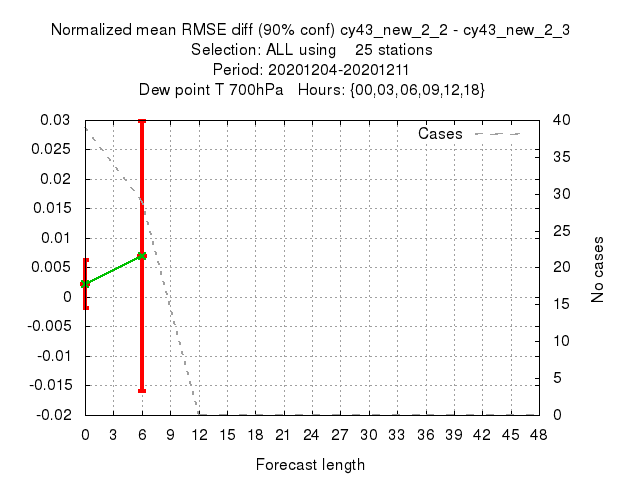 Normalized mean RMSE diff (90% conf) cy43_new_2_2 - cy43_new_2_3
Selection: ALL using    25 stations
Period: 20201204-20201211
Dew point T 700hPa   Hours: {00,03,06,09,12,18}
Cases
0.03
0.025
0.02
0.015
0.01
0.005
0
-0.005
-0.01
-0.015
-0.02
40
35
30
25
20
15
10
5
0
No cases
0 3 6 9 12 15 18 21 24 27 30 33 36 39 42 45 48
Forecast length